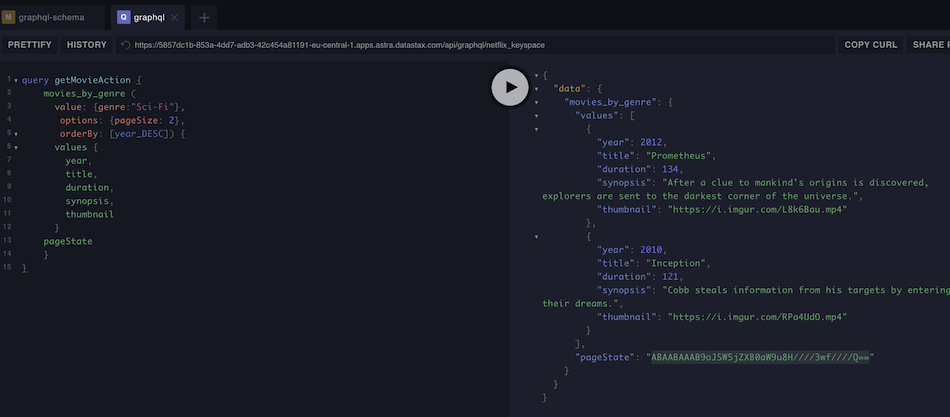 M graphql-schema
Q graphql × +
PRETTIFY HISTORY https://5857dc1b-853a-4dd7-adb3-42c454a81191-eu-central-1.apps.astra.datastax.com/api/graphql/netflix_keyspace COPY CURL SHARE
1 query getMovieAction {
2 movies_by_genre (
3 value: {genre:"Sci-Fi"},
4 options: {pageSize: 2},
5 orderBy: [year_DESC]) {
6 values {
7 year,
8 title,
9 duration,
10 synopsis,
11 thumbnail
12 }
13 pageState
14 }
15 }
{
"data": {
"movies_by_genre": {
"values": [
{
"year": 2012,
"title": "Prometheus",
"duration": 134,
"synopsis": "After a clue to mankind's origins is discovered,
explorers are sent to the darkest corner of the universe.",
"thumbnail": "https://i.imgur.com/L8k6Bau.mp4"
},
{
"year": 2010,
"title": "Inception",
"duration": 121,
"synopsis": "Cobb steals information from his targets by entering
their dreams.",
"thumbnail": "https://i.imgur.com/RPa4UdO.mp4"
}
],
"pageState": "ABAABAAAB9oJSW5jZXB0aW9u8H////3wf////Q=="
}
}
}